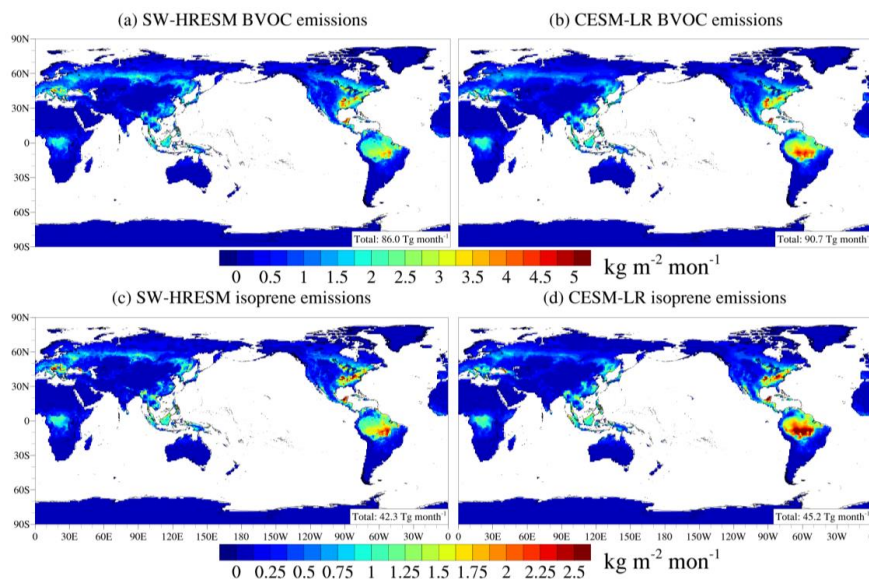 (a) SW-HRESM BVOC emissions
(b) CESM-LR BVOC emissions
90N
60N
30N
0
30S
60S
90S
Total: 86.0 Tg month⁻¹
Total: 90.7 Tg month⁻¹
0 0.5 1 1.5 2 2.5 3 3.5 4 4.5 5
kg m⁻² mon⁻¹
(c) SW-HRESM isoprene emissions
(d) CESM-LR isoprene emissions
90N
60N
30N
0
30S
60S
90S
Total: 42.3 Tg month⁻¹
Total: 45.2 Tg month⁻¹
0 30E 60E 90E 120E 150E 180 150W 120W 90W 60W 30W 0
30E 60E 90E 120E 150E 180 150W 120W 90W 60W 30W 0
0 0.25 0.5 0.75 1 1.25 1.5 1.75 2 2.25 2.5
kg m⁻² mon⁻¹